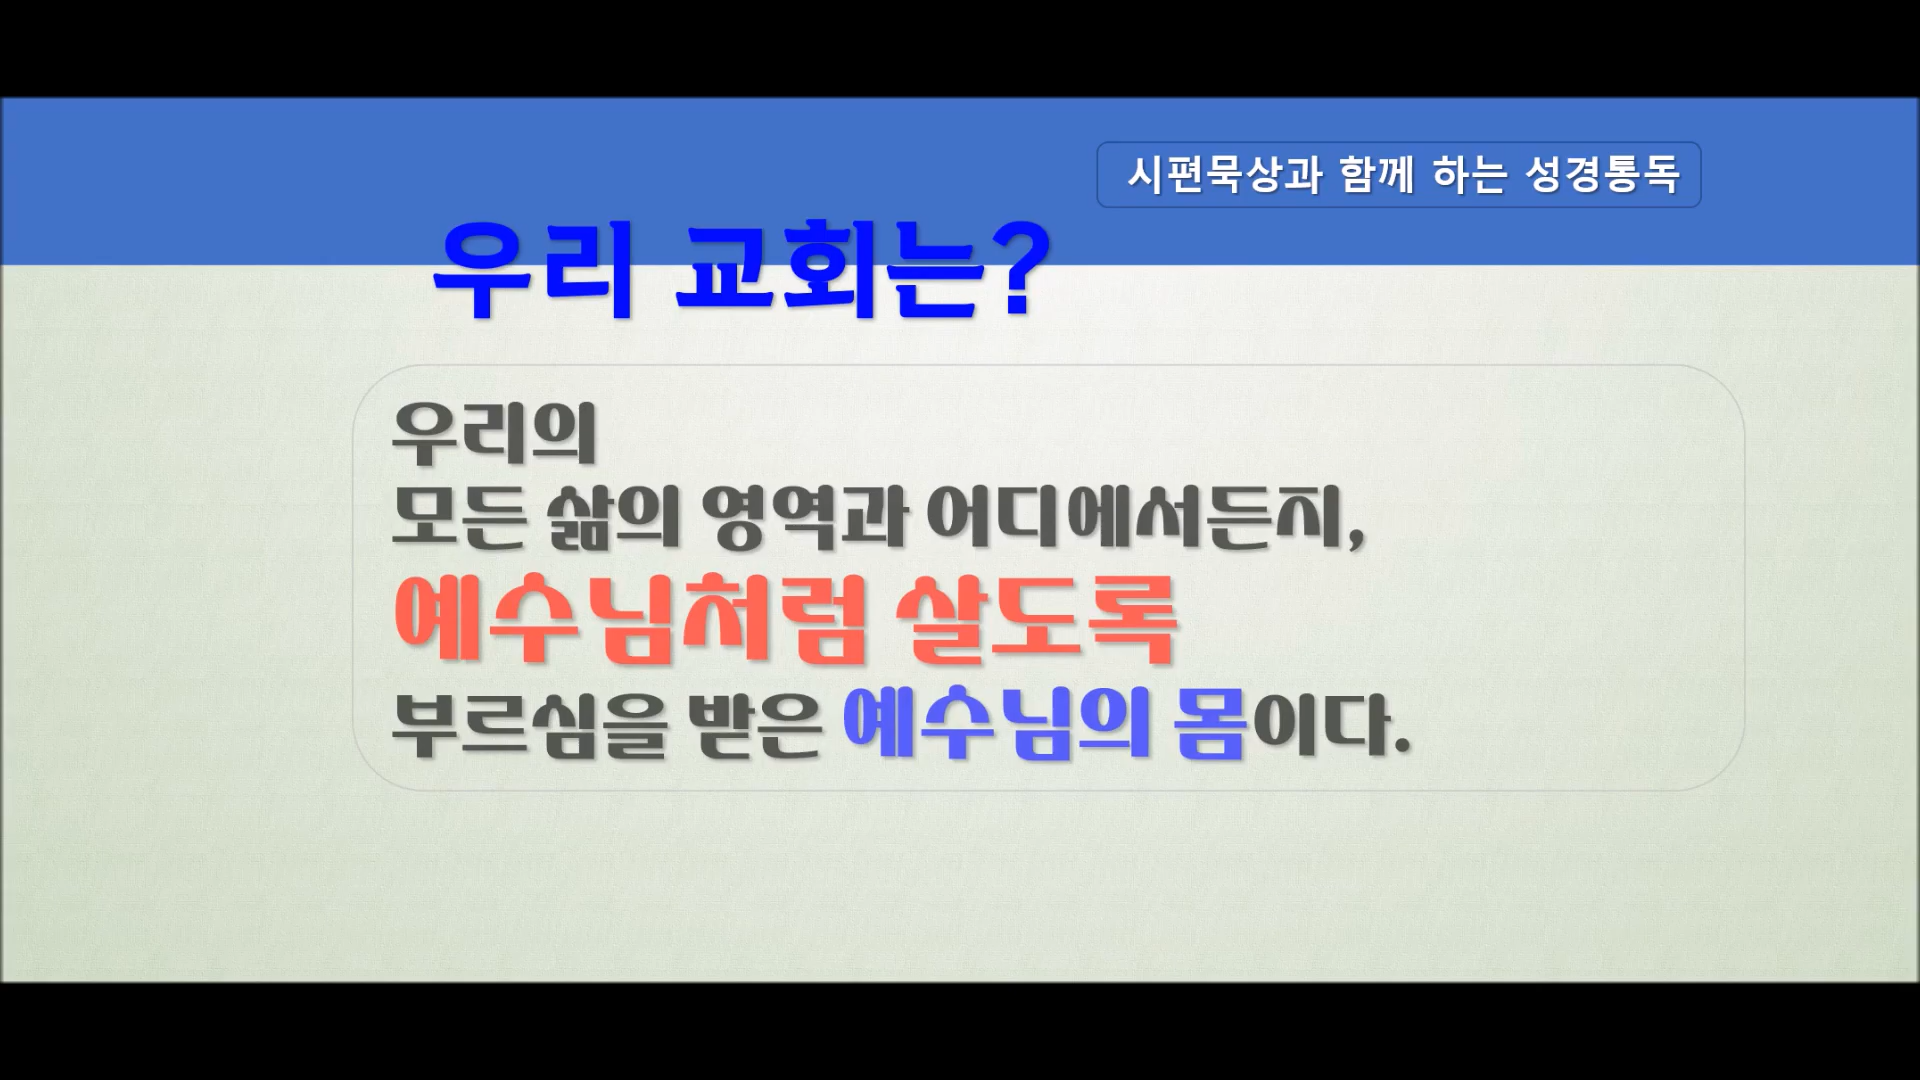 시편묵상과 함께 하는 성경통독
우리 교회는?
우리의
모든 삶의 영역과 어디에서든지,
예수님처럼 살도록
부르심을 받은 예수님의 몸이다.